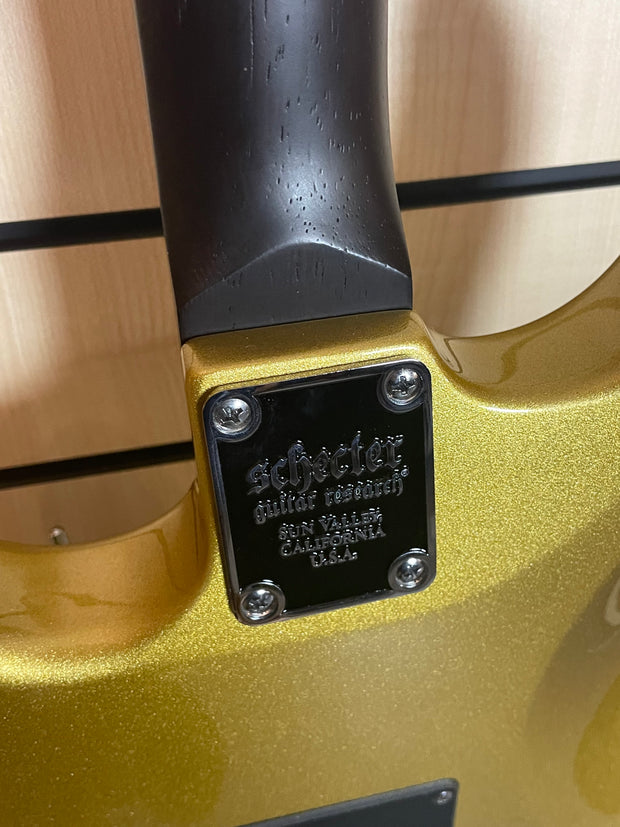 schecter
guitar research®
SUN VALLEY,
CALIFORNIA
U.S.A.